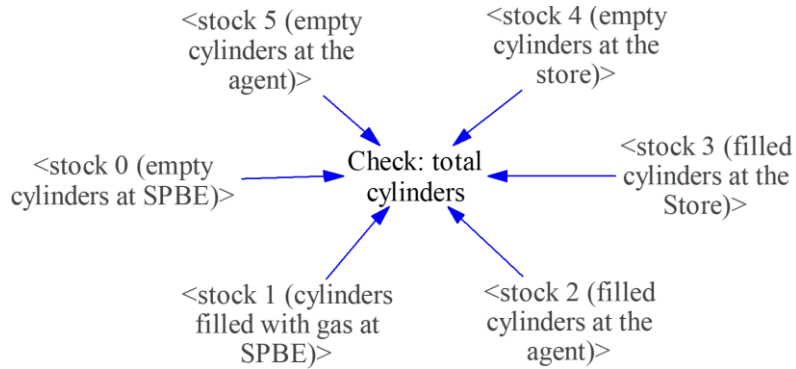 <stock 5 (empty
cylinders at the
agent)>
<stock 4 (empty
cylinders at the
store)>
<stock 0 (empty
cylinders at SPBE)>
Check: total
cylinders
<stock 3 (filled
cylinders at the
Store)>
<stock 1 (cylinders
filled with gas at
SPBE)>
<stock 2 (filled
cylinders at the
agent)>